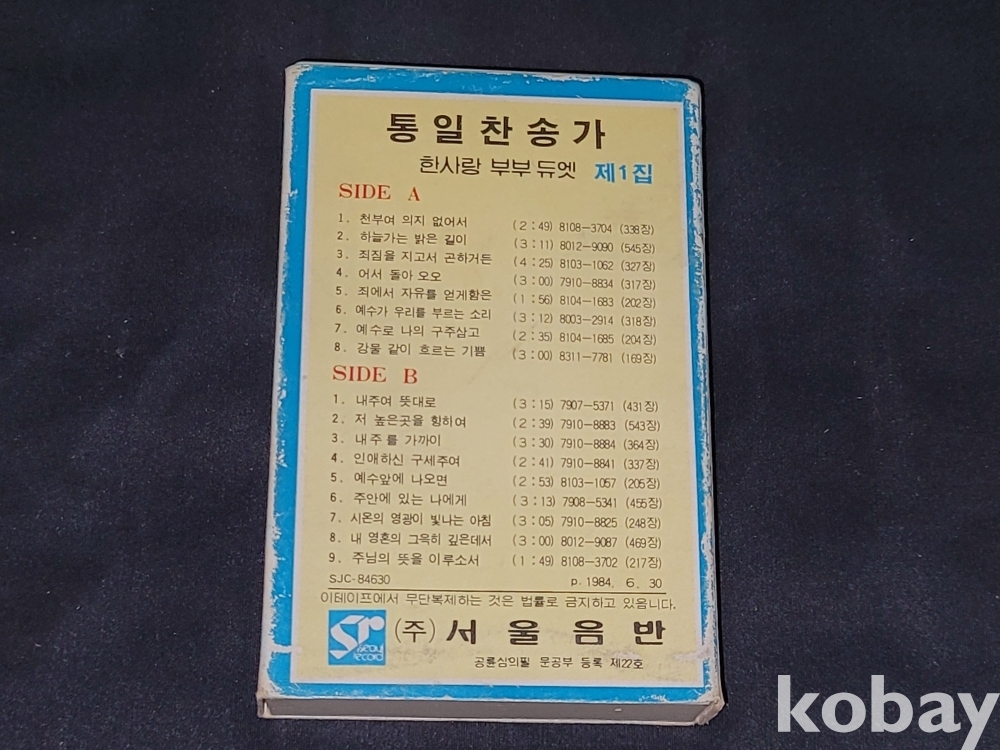 통일찬송가
한사랑 부부 듀엣 제1집
SIDE A
1. 천부여 의지 없어서 (2:49) 8108-3704 (338장)
2. 하늘가는 밝은 길이 (3:11) 8012-9090 (545장)
3. 죄짐을 지고서 곤하거든 (4:25) 8103-1062 (327장)
4. 어서 돌아 오오 (3:00) 7910-8834 (317장)
5. 죄에서 자유를 얻게함은 (1:56) 8104-1683 (202장)
6. 예수가 우리를 부르는 소리 (3:12) 8003-2914 (318장)
7. 예수로 나의 구주삼고 (2:35) 8104-1685 (204장)
8. 강물 같이 흐르는 기쁨 (3:00) 8311-7781 (169장)
SIDE B
1. 내주여 뜻대로 (3:15) 7907-5371 (431장)
2. 저 높은곳을 향하여 (2:39) 7910-8883 (543장)
3. 내 주를 가까이 (3:30) 7910-8884 (364장)
4. 인애하신 구세주여 (2:41) 7910-8841 (337장)
5. 예수앞에 나오면 (2:53) 8103-1057 (205장)
6. 주안에 있는 나에게 (3:13) 7908-5341 (455장)
7. 시온의 영광이 빛나는 아침 (3:05) 7910-8825 (248장)
8. 내 영혼의 그윽히 깊은데서 (3:00) 8012-9087 (469장)
9. 주님의 뜻을 이루소서 (1:49) 8108-3702 (217장)
SJC-84630 p. 1984. 6. 30
이테이프에서 무단복제하는 것은 법률로 금지하고 있읍니다.
sr seoul record (주) 서울음반
공륜심의필 문공부 등록 제22호
kobay